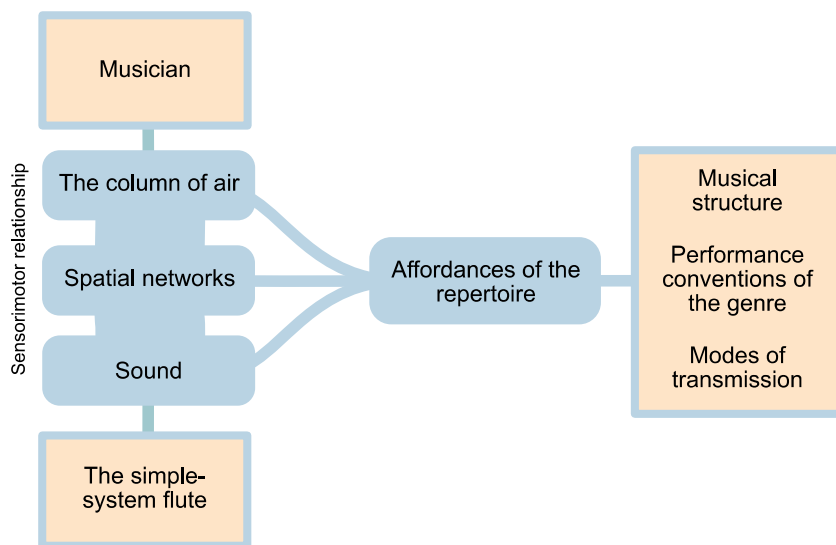 Musician
Sensorimotor relationship
The column of air
Spatial networks
Sound
The simple-
system flute
Affordances of the
repertoire
Musical
structure
Performance
conventions of
the genre
Modes of
transmission